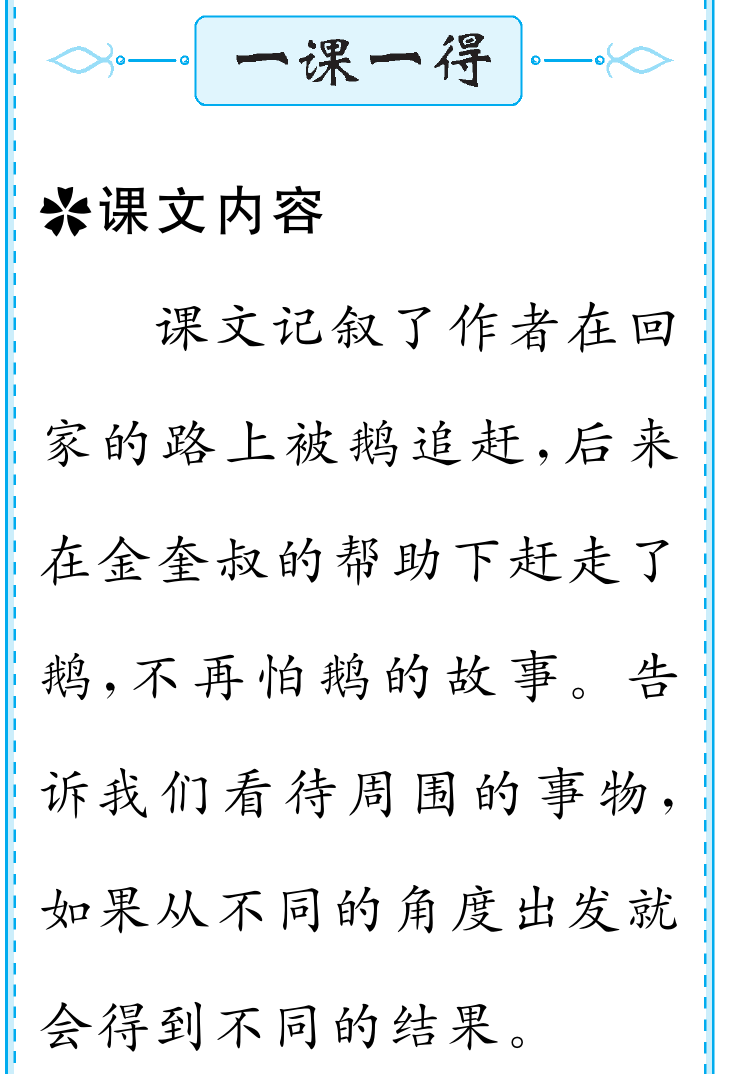 一课一得
课文内容
课文记叙了作者在回
家的路上被鹅追赶,后来
在金奎叔的帮助下赶走了
鹅,不再怕鹅的故事。告
诉我们看待周围的事物,
如果从不同的角度出发就
会得到不同的结果。